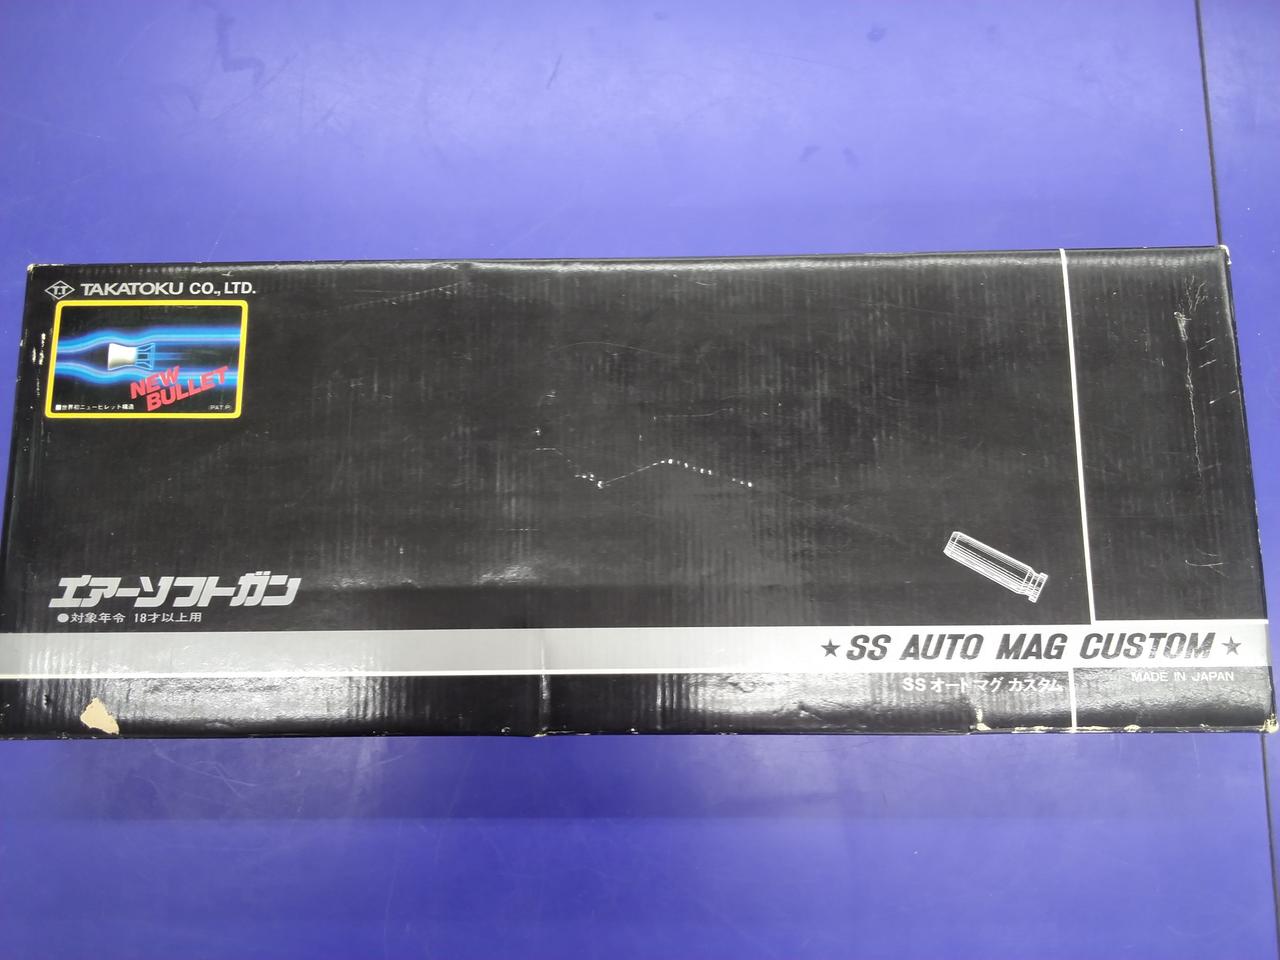 T.T TAKATOKU CO., LTD.
NEW
BULLET
■世界初ニュービレット構造 (PAT.P)
エアーソフトガン
●対象年令 18才以上用
★SS AUTO MAG CUSTOM★
SSオートマグ カスタム
MADE IN JAPAN